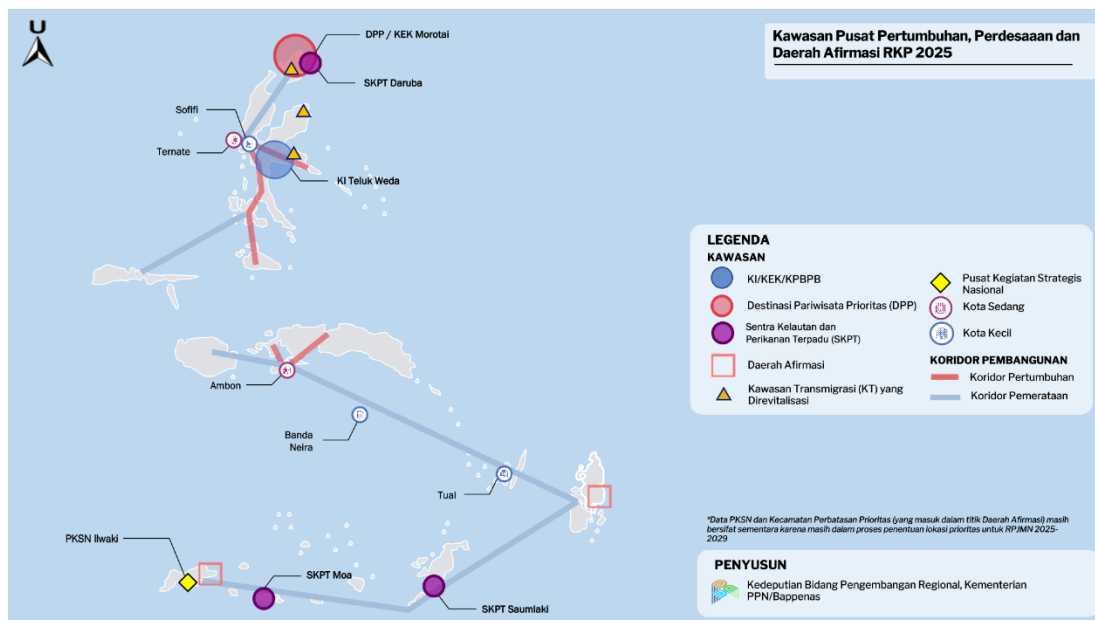 U
Kawasan Pusat Pertumbuhan, Perdesaaan dan
Daerah Afirmasi RKP 2025
DPP / KEK Morotai
SKPT Daruba
Sofifi
Ternate
KI Teluk Weda
Ambon
Banda
Neira
Tual
PKSN Ilwaki
SKPT Moa
SKPT Saumlaki
LEGENDA
KAWASAN
KI/KEK/KPBPB
Destinasi Pariwisata Prioritas (DPP)
Sentra Kelautan dan
Perikanan Terpadu (SKPT)
Daerah Afirmasi
Kawasan Transmigrasi (KT) yang
Direvitalisasi
Pusat Kegiatan Strategis
Nasional
Kota Sedang
Kota Kecil
KORIDOR PEMBANGUNAN
Koridor Pertumbuhan
Koridor Pemerataan
*Data PKSN dan Kecamatan Perbatasan Prioritas (yang masuk dalam titik Daerah Afirmasi) masih
bersifat sementara karena masih dalam proses penentuan lokasi prioritas untuk RPJMN 2025-
2029
PENYUSUN
Kedeputian Bidang Pengembangan Regional, Kementerian
PPN/Bappenas